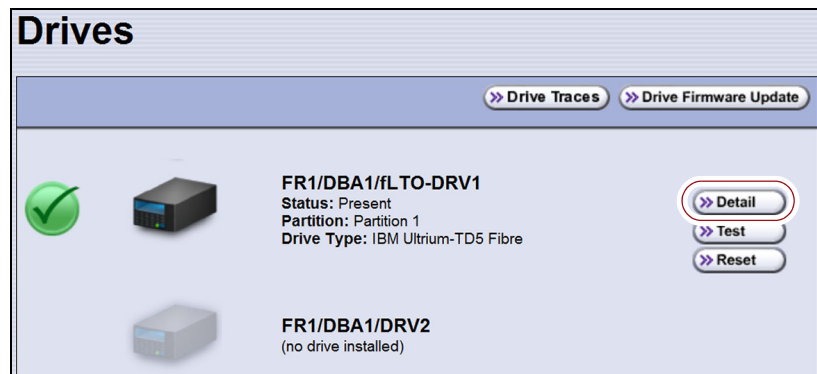 Drives
Drive Traces
Drive Firmware Update
FR1/DBA1/fLTO-DRV1
Status: Present
Partition: Partition 1
Drive Type: IBM Ultrium-TD5 Fibre
Detail
Test
Reset
FR1/DBA1/DRV2
(no drive installed)